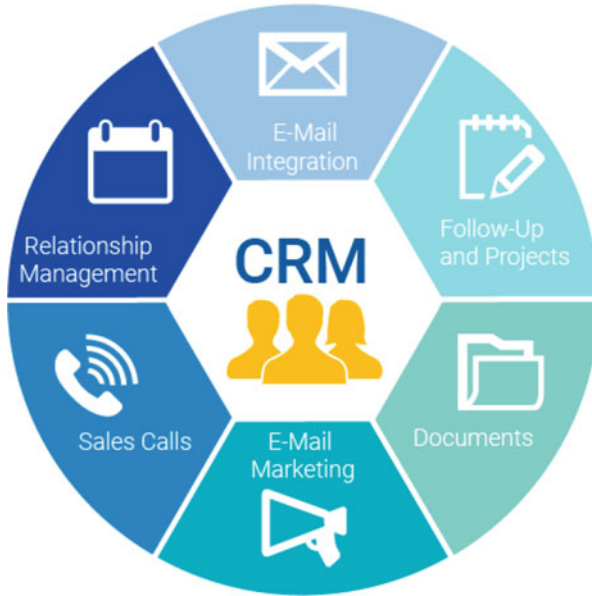 E-Mail
Integration
Follow-Up
and Projects
Documents
E-Mail
Marketing
Sales Calls
Relationship
Management
CRM